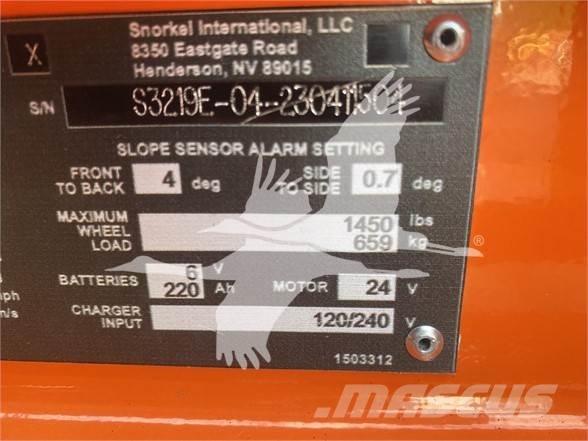 X
Snorkel International, LLC
8350 Eastgate Road
Henderson, NV 89015
S/N S3219E-04-230411501
SLOPE SENSOR ALARM SETTING
FRONT TO BACK 4 deg SIDE TO SIDE 0.7 deg
MAXIMUM WHEEL LOAD 1450 lbs
659 kg
BATTERIES 6 V
220 Ah MOTOR 24 V
mph
m/s
CHARGER INPUT 120/240 V
1503312
®
MASCUS